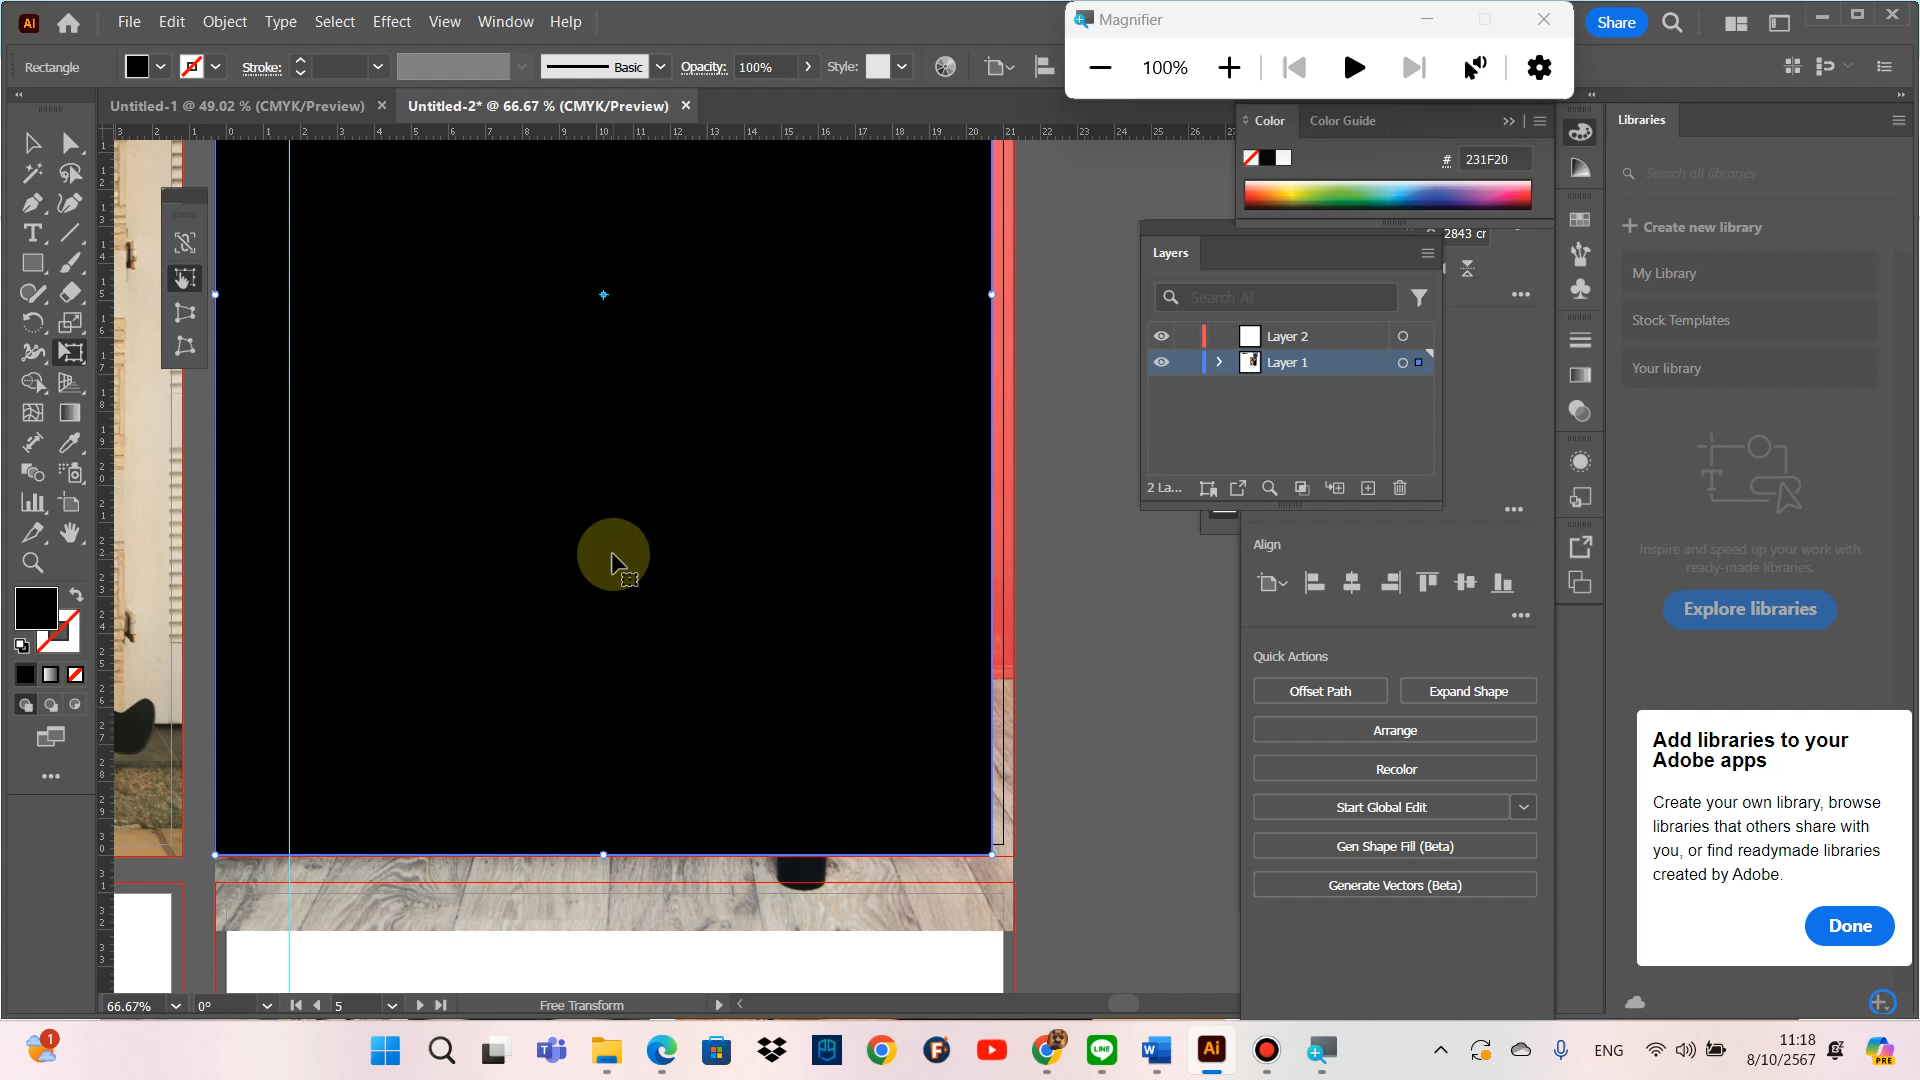 File Edit Object Type Select Effect View Window Help
Magnifier
Share
Rectangle
Stroke:
Basic
Opacity:
100%
Style:
100%
Untitled-1 @ 49.02 % (CMYK/Preview)
Untitled-2* @ 66.67 % (CMYK/Preview)
Color
Color Guide
Libraries
# 231F20
Search all libraries
Create new library
2843 cr
Layers
My Library
Search All
Stock Templates
Layer 2
Layer 1
Your library
2 La...
Inspire and speed up your work with
ready-made libraries.
Explore libraries
Align
Quick Actions
Offset Path
Expand Shape
Arrange
Recolor
Start Global Edit
Gen Shape Fill (Beta)
Generate Vectors (Beta)
Add libraries to your
Adobe apps
Create your own library, browse
libraries that others share with
you, or find readymade libraries
created by Adobe.
Done
66.67%
0°
5
Free Transform
1
ENG
11:18
8/10/2567
PRE